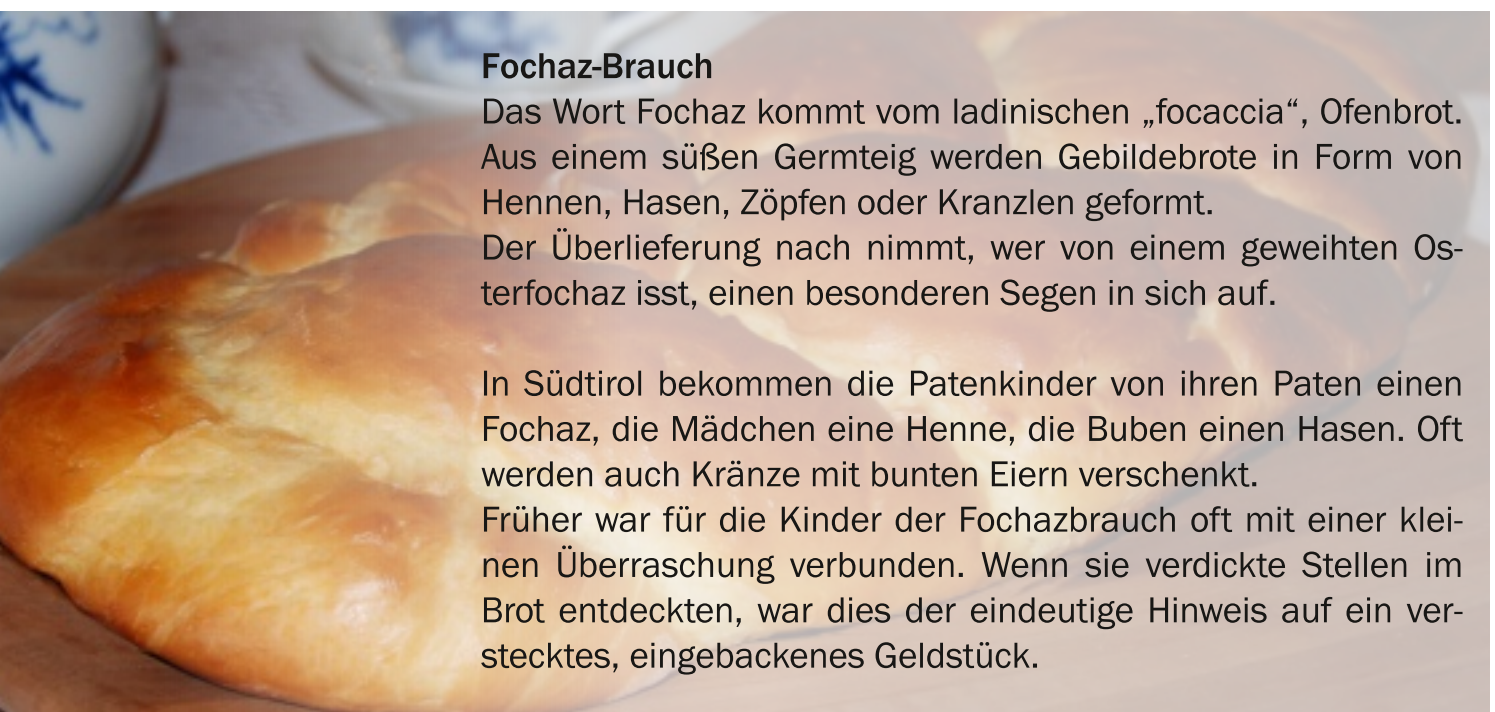 Fochaz-Brauch
Das Wort Fochaz kommt vom ladinischen „focaccia“, Ofenbrot.
Aus einem süßen Germteig werden Gebildebrote in Form von
Hennen, Hasen, Zöpfen oder Kranzlen geformt.
Der Überlieferung nach nimmt, wer von einem geweihten Os-
terfochaz isst, einen besonderen Segen in sich auf.
In Südtirol bekommen die Patenkinder von ihren Paten einen
Fochaz, die Mädchen eine Henne, die Buben einen Hasen. Oft
werden auch Kränze mit bunten Eiern verschenkt.
Früher war für die Kinder der Fochazbrauch oft mit einer klei-
nen Überraschung verbunden. Wenn sie verdickte Stellen im
Brot entdeckten, war dies der eindeutige Hinweis auf ein ver-
stecktes, eingebackenes Geldstück.